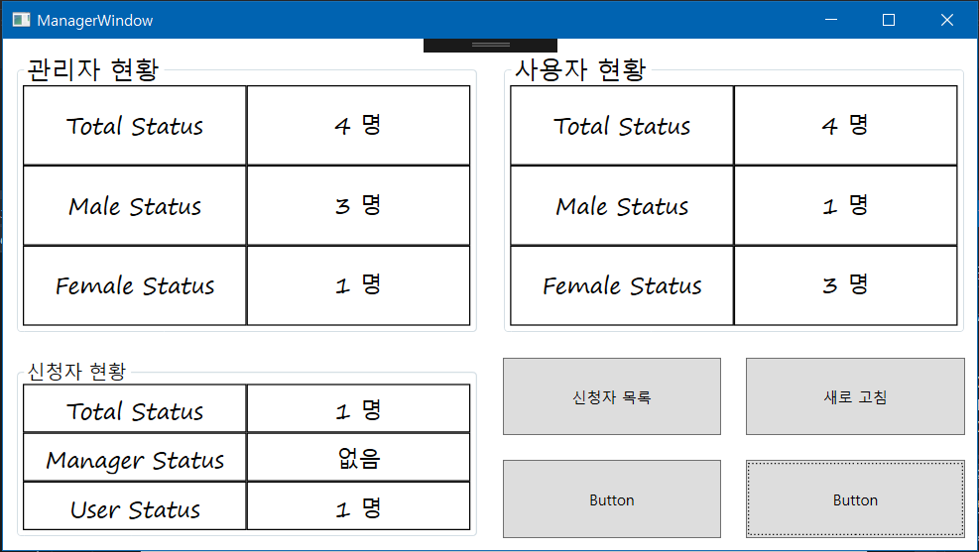 ManagerWindow
관리자 현황
Total Status 4 명
Male Status 3 명
Female Status 1 명
사용자 현황
Total Status 4 명
Male Status 1 명
Female Status 3 명
신청자 현황
Total Status 1 명
Manager Status 없음
User Status 1 명
신청자 목록
새로 고침
Button
Button